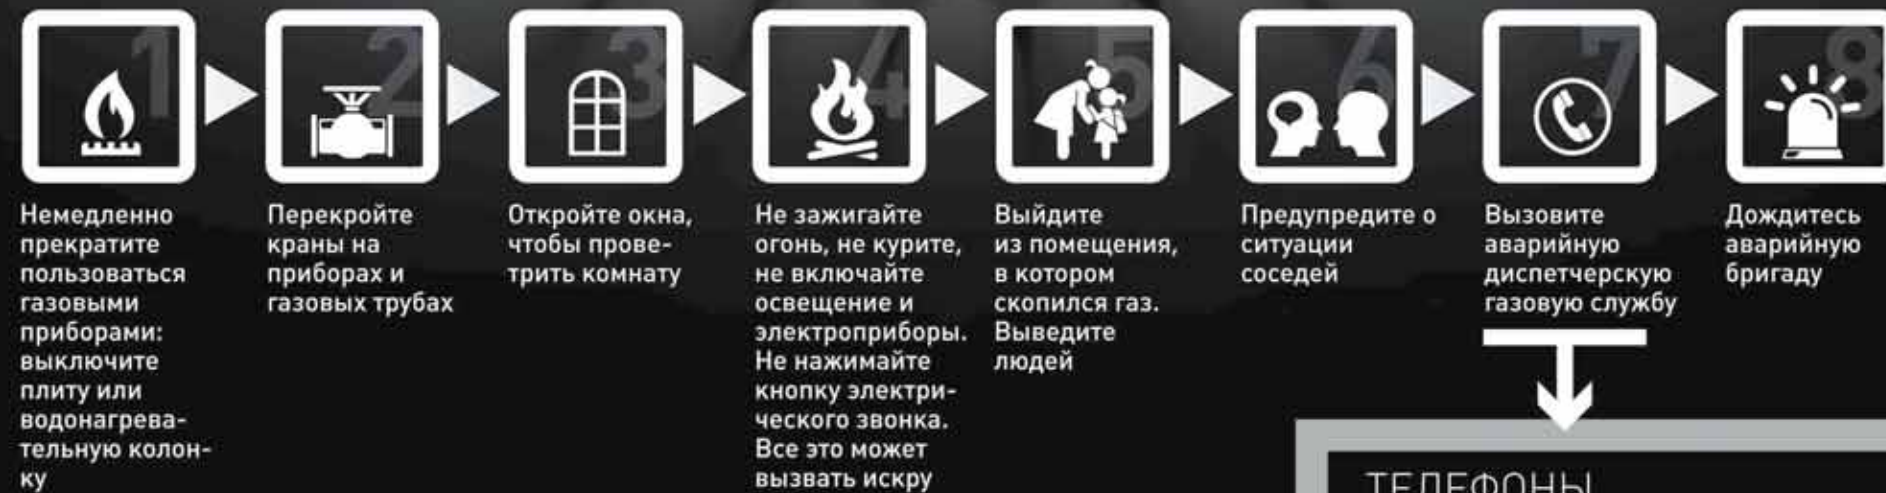 1
Немедленно
прекратите
пользоваться
газовыми
приборами:
выключите
плиту или
водонагрева-
тельную колон-
ку
2
Перекройте
краны на
приборах и
газовых трубах
3
Откройте окна,
чтобы прове-
трить комнату
4
Не зажигайте
огонь, не курите,
не включайте
освещение и
электроприборы.
Не нажимайте
кнопку электри-
ческого звонка.
Все это может
вызвать искру
5
Выйдите
из помещения,
в котором
скопился газ.
Выведите
людей
6
Предупредите о
ситуации
соседей
7
Вызовите
аварийную
диспетчерскую
газовую службу
8
Дождитесь
аварийную
бригаду
ТЕЛЕФОНЫ